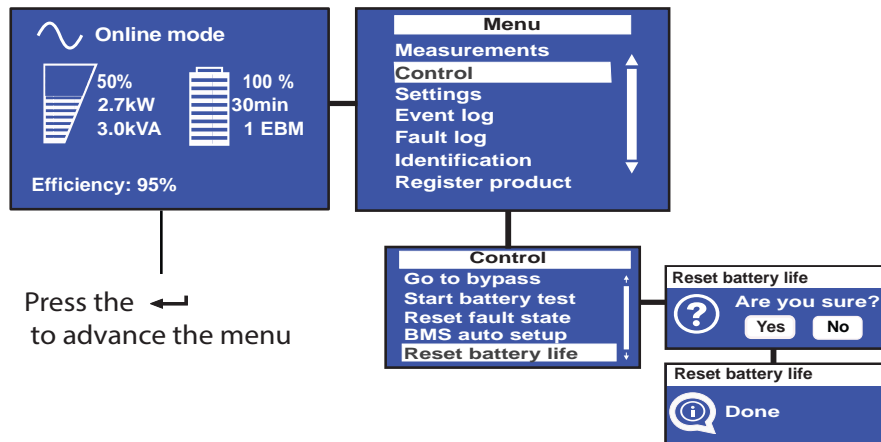 Online mode
50%
2.7kW
3.0kVA
100 %
30min
1 EBM
Efficiency: 95%
Press the
to advance the menu
Menu
Measurements
Control
Settings
Event log
Fault log
Identification
Register product
Control
Go to bypass
Start battery test
Reset fault state
BMS auto setup
Reset battery life
Reset battery life
?
Are you sure?
Yes No
Reset battery life
i
Done